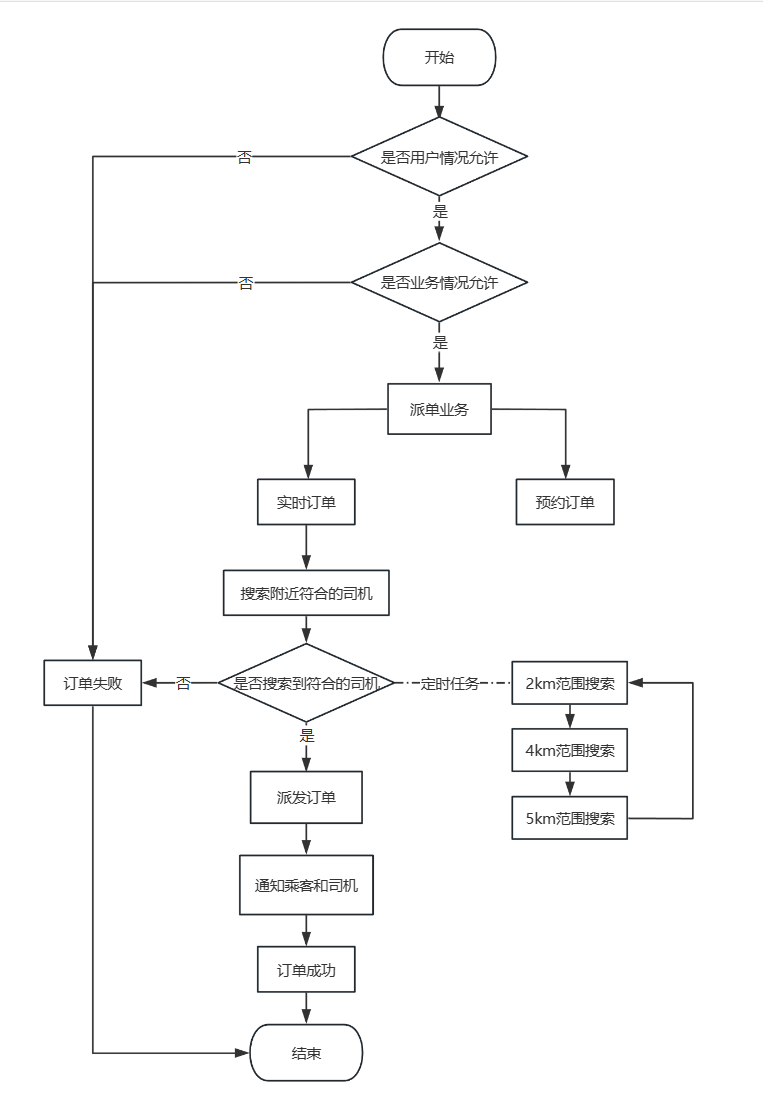 开始
是否用户情况允许
否
是
是否业务情况允许
否
是
派单业务
实时订单
预约订单
搜索附近符合的司机
订单失败
否
是否搜索到符合的司机
定时任务
2km范围搜索
是
4km范围搜索
派发订单
5km范围搜索
通知乘客和司机
订单成功
结束